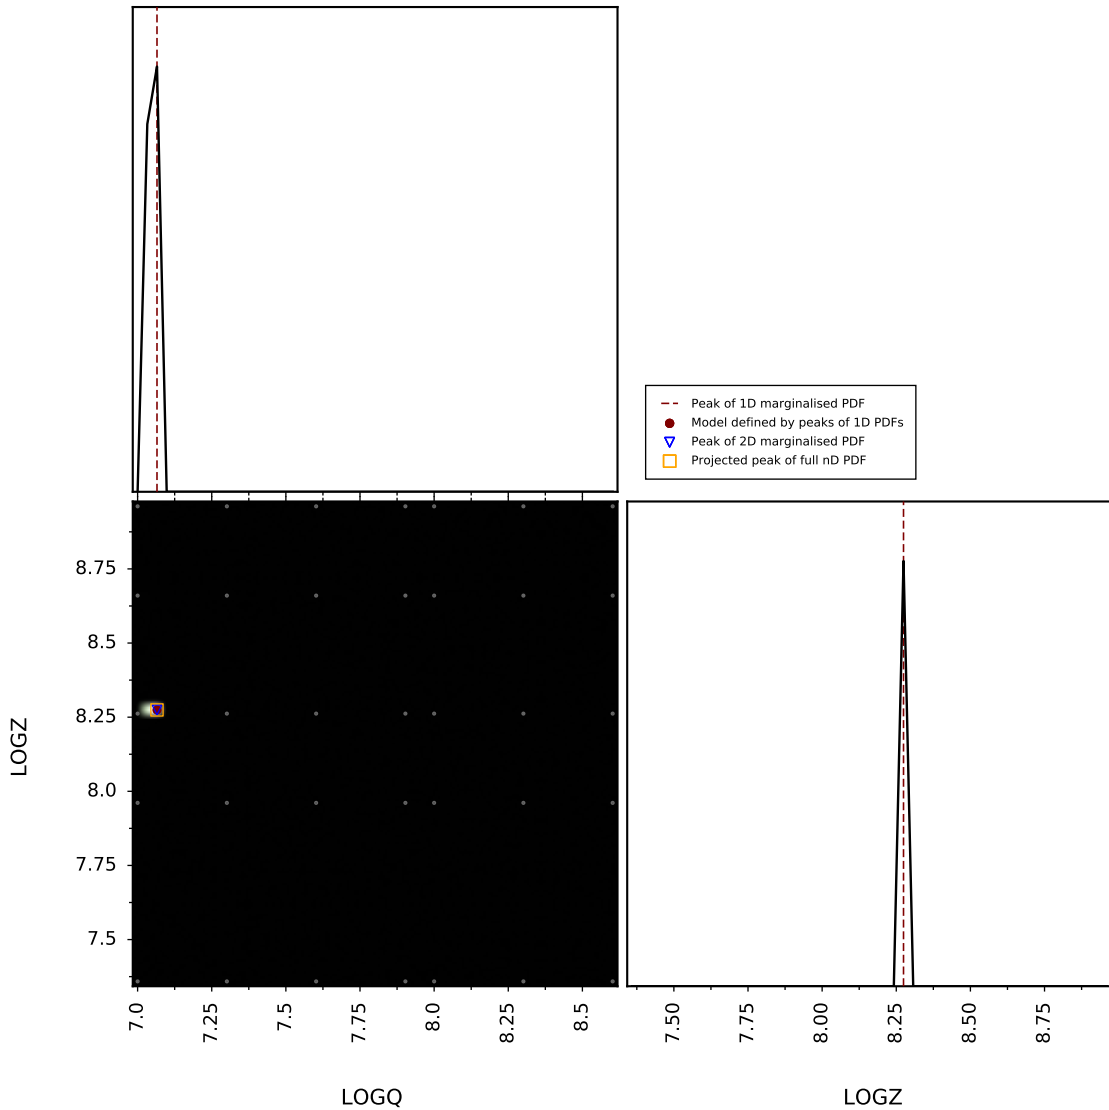 Peak of 1D marginalised PDF
Model defined by peaks of 1D PDFs
Peak of 2D marginalised PDF
Projected peak of full nD PDF
8.75
8.5
8.25
8.0
7.75
7.5
LOGZ
7.0 7.25 7.5 7.75 8.0 8.25 8.5
7.50 7.75 8.00 8.25 8.50 8.75
LOGQ
LOGZ